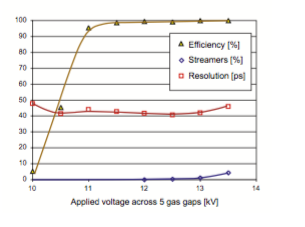 100
90
80
70
60
50
40
30
20
10
0
Efficiency [%]
Streamers [%]
Resolution [ps]
10 11 12 13 14
Applied voltage across 5 gas gaps [kV]